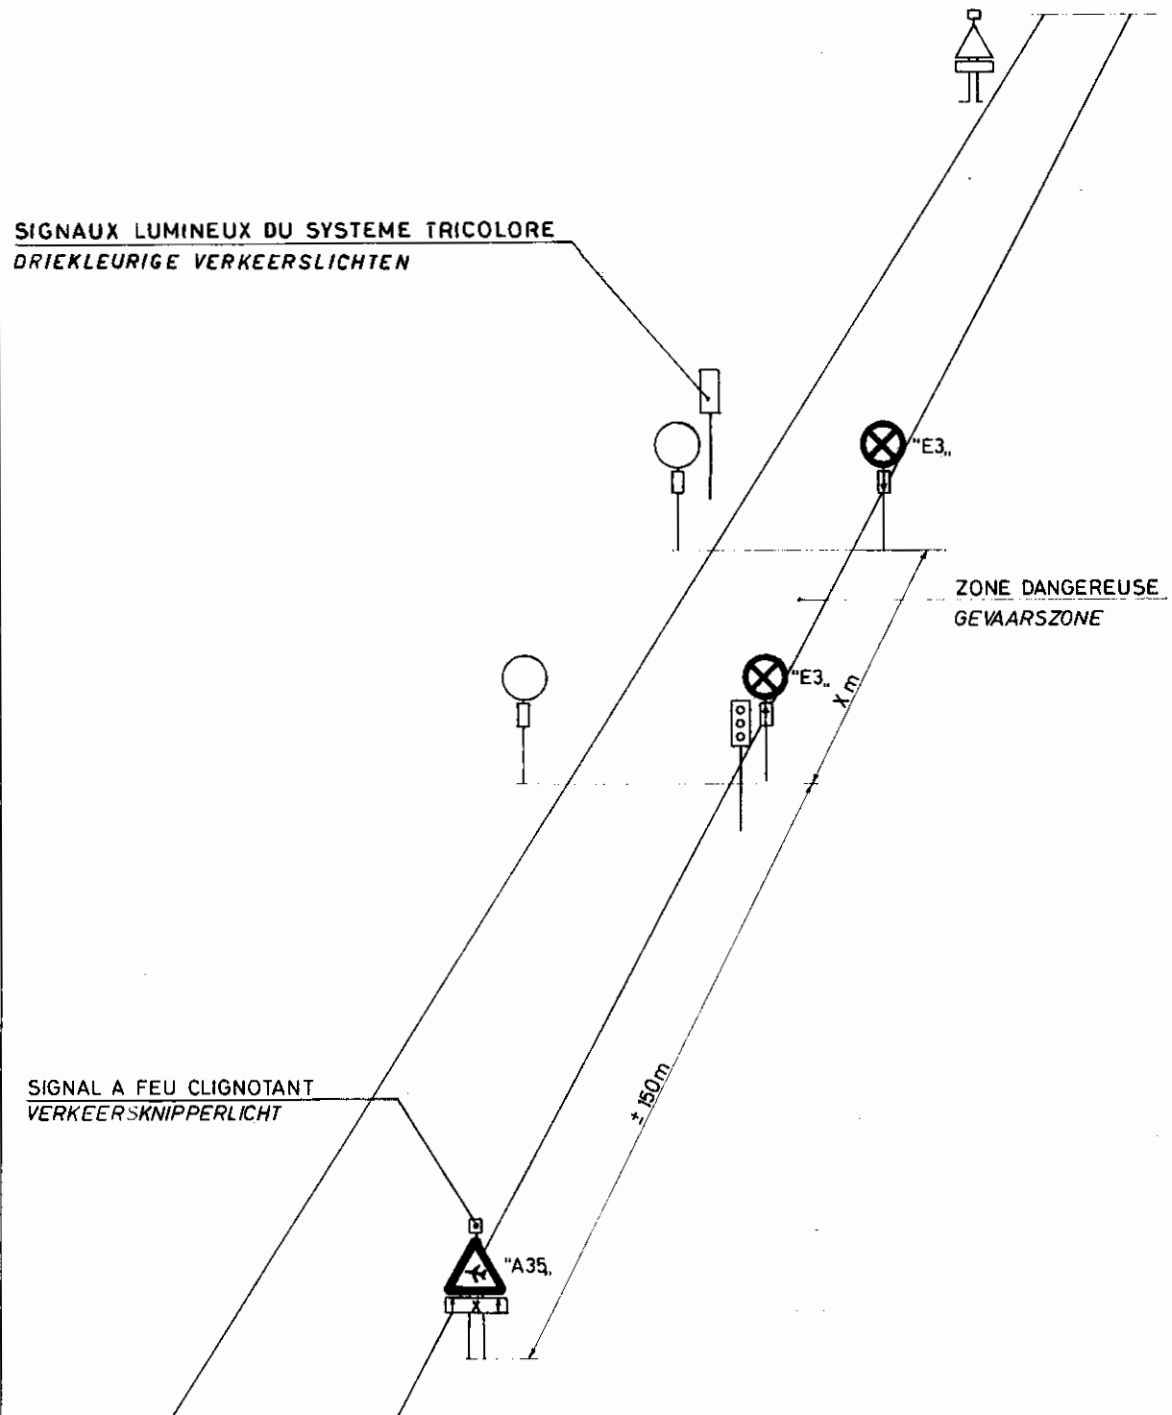 SIGNAUX LUMINEUX DU SYSTEME TRICOLORE
DRIEKLEURIGE VERKEERSLICHTEN
"E3„
ZONE DANGEREUSE
GEVAARSZONE
"E3„
X m
± 150m
SIGNAL A FEU CLIGNOTANT
VERKEERSKNIPPERLICHT
"A35„
X